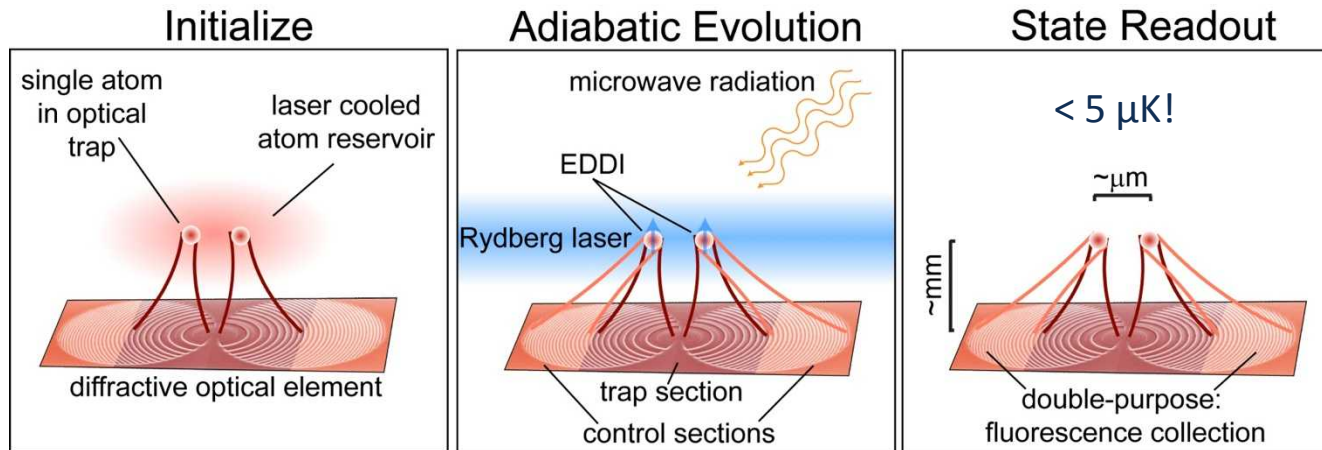 Initialize
single atom
in optical
trap
laser cooled
atom reservoir
diffractive optical element
Adiabatic Evolution
microwave radiation
EDDI
Rydberg laser
trap section
control sections
State Readout
< 5 μK!
~μm
~mm
double-purpose:
fluorescence collection